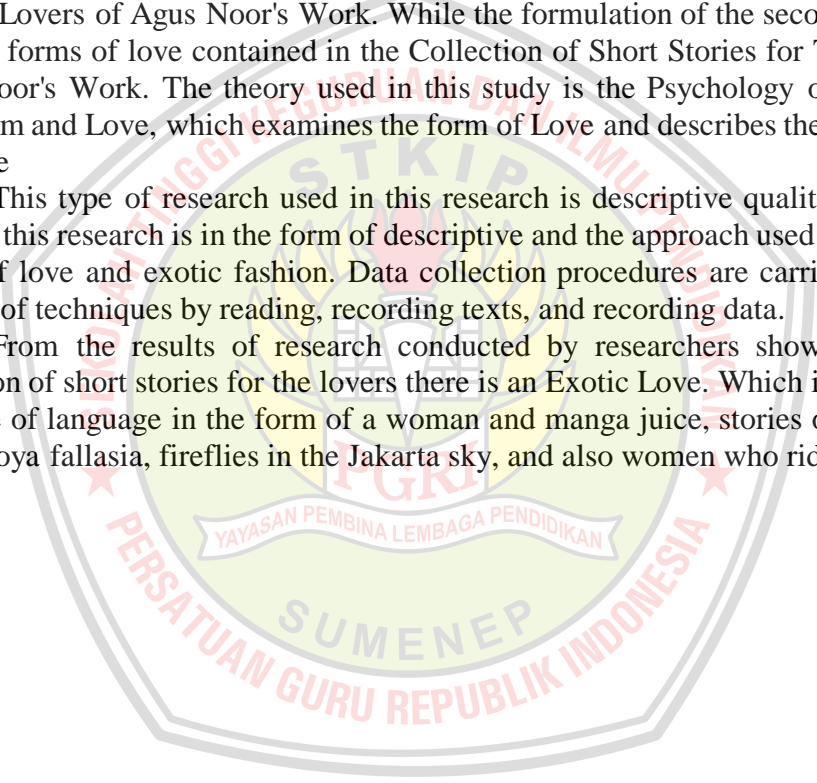 Lovers of Agus Noor's Work. While the formulation of the seco
forms of love contained in the Collection of Short Stories for
oor's Work. The theory used in this study is the Psychology o
m and Love, which examines the form of Love and describes the
e
This type of research used in this research is descriptive qualit
this research is in the form of descriptive and the approach used
f love and exotic fashion. Data collection procedures are carri
of techniques by reading, recording texts, and recording data.
From the results of research conducted by researchers show
on of short stories for the lovers there is an Exotic Love. Which i
e of language in the form of a woman and manga juice, stories o
oya fallasia, fireflies in the Jakarta sky, and also women who rid
SEKOLAH TINGGI KEGURUAN DAN ILMU PENDIDIKAN
STKIP
PGRI
YAYASAN PEMBINA LEMBAGA PENDIDIKAN
SUMENEP
PERSATUAN GURU REPUBLIK INDONESIA